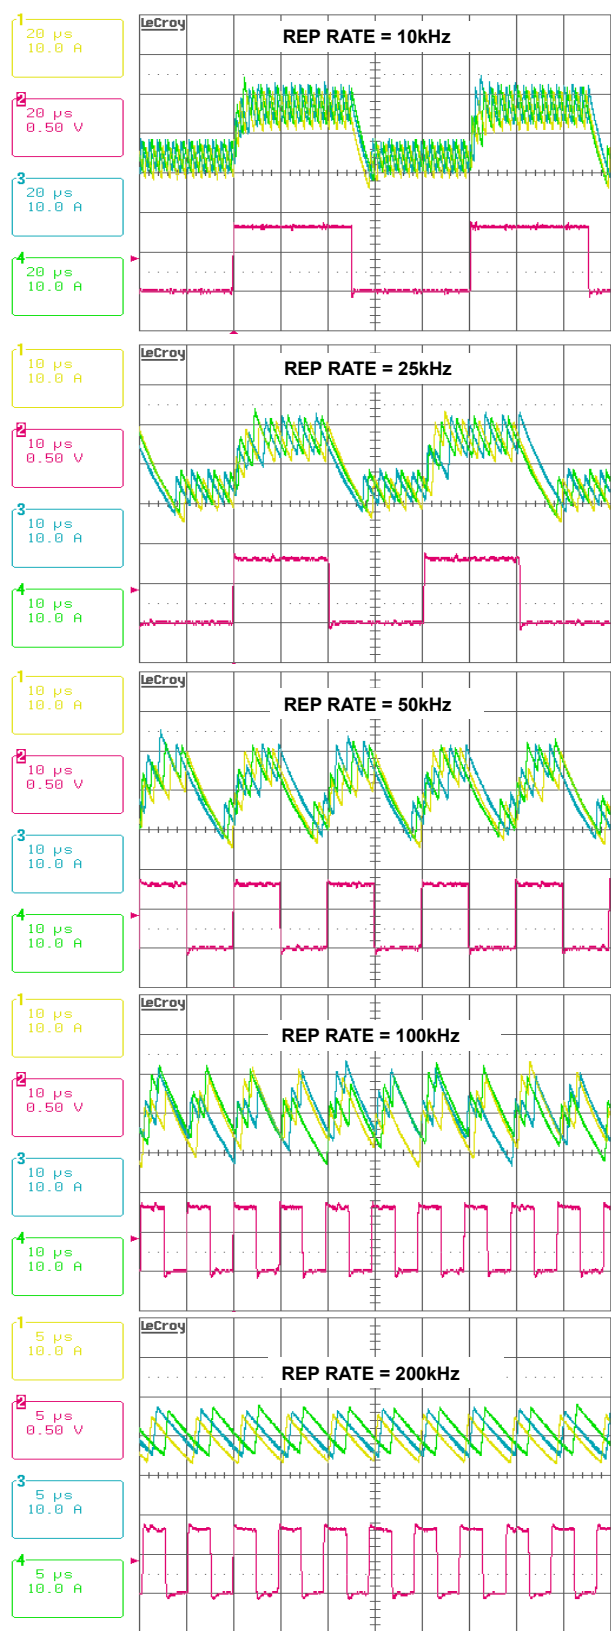 1
20 µs
10.0 A
2
20 µs
0.50 V
3
20 µs
10.0 A
4
20 µs
10.0 A
LeCroy
REP RATE = 10kHz
1
10 µs
10.0 A
2
10 µs
0.50 V
3
10 µs
10.0 A
4
10 µs
10.0 A
LeCroy
REP RATE = 25kHz
1
10 µs
10.0 A
2
10 µs
0.50 V
3
10 µs
10.0 A
4
10 µs
10.0 A
LeCroy
REP RATE = 50kHz
1
10 µs
10.0 A
2
10 µs
0.50 V
3
10 µs
10.0 A
4
10 µs
10.0 A
LeCroy
REP RATE = 100kHz
1
5 µs
10.0 A
2
5 µs
0.50 V
3
5 µs
10.0 A
4
5 µs
10.0 A
LeCroy
REP RATE = 200kHz